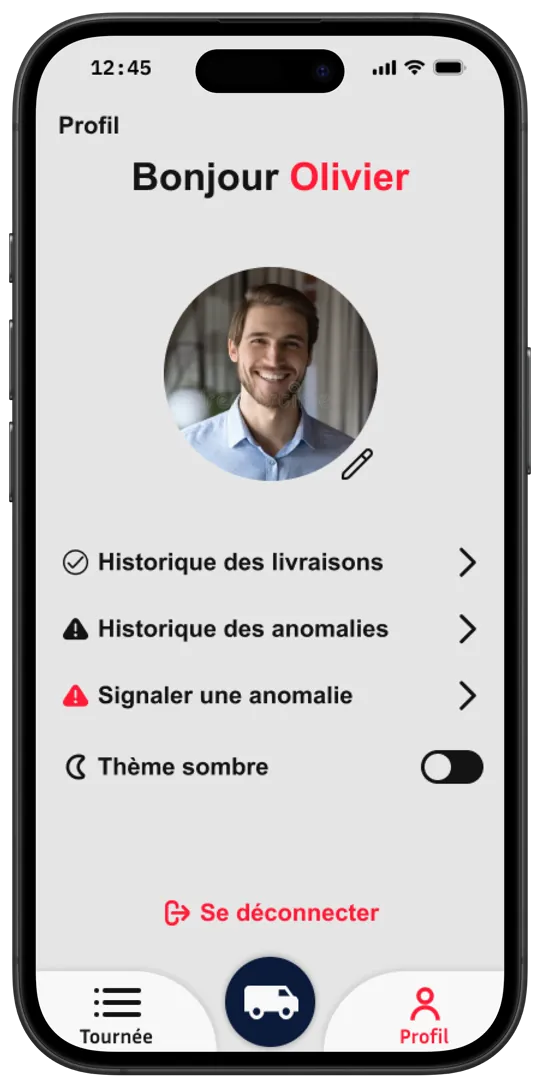 12:45
Profil
Bonjour Olivier
Historique des livraisons
Historique des anomalies
Signaler une anomalie
Thème sombre
Se déconnecter
Tournée
Profil